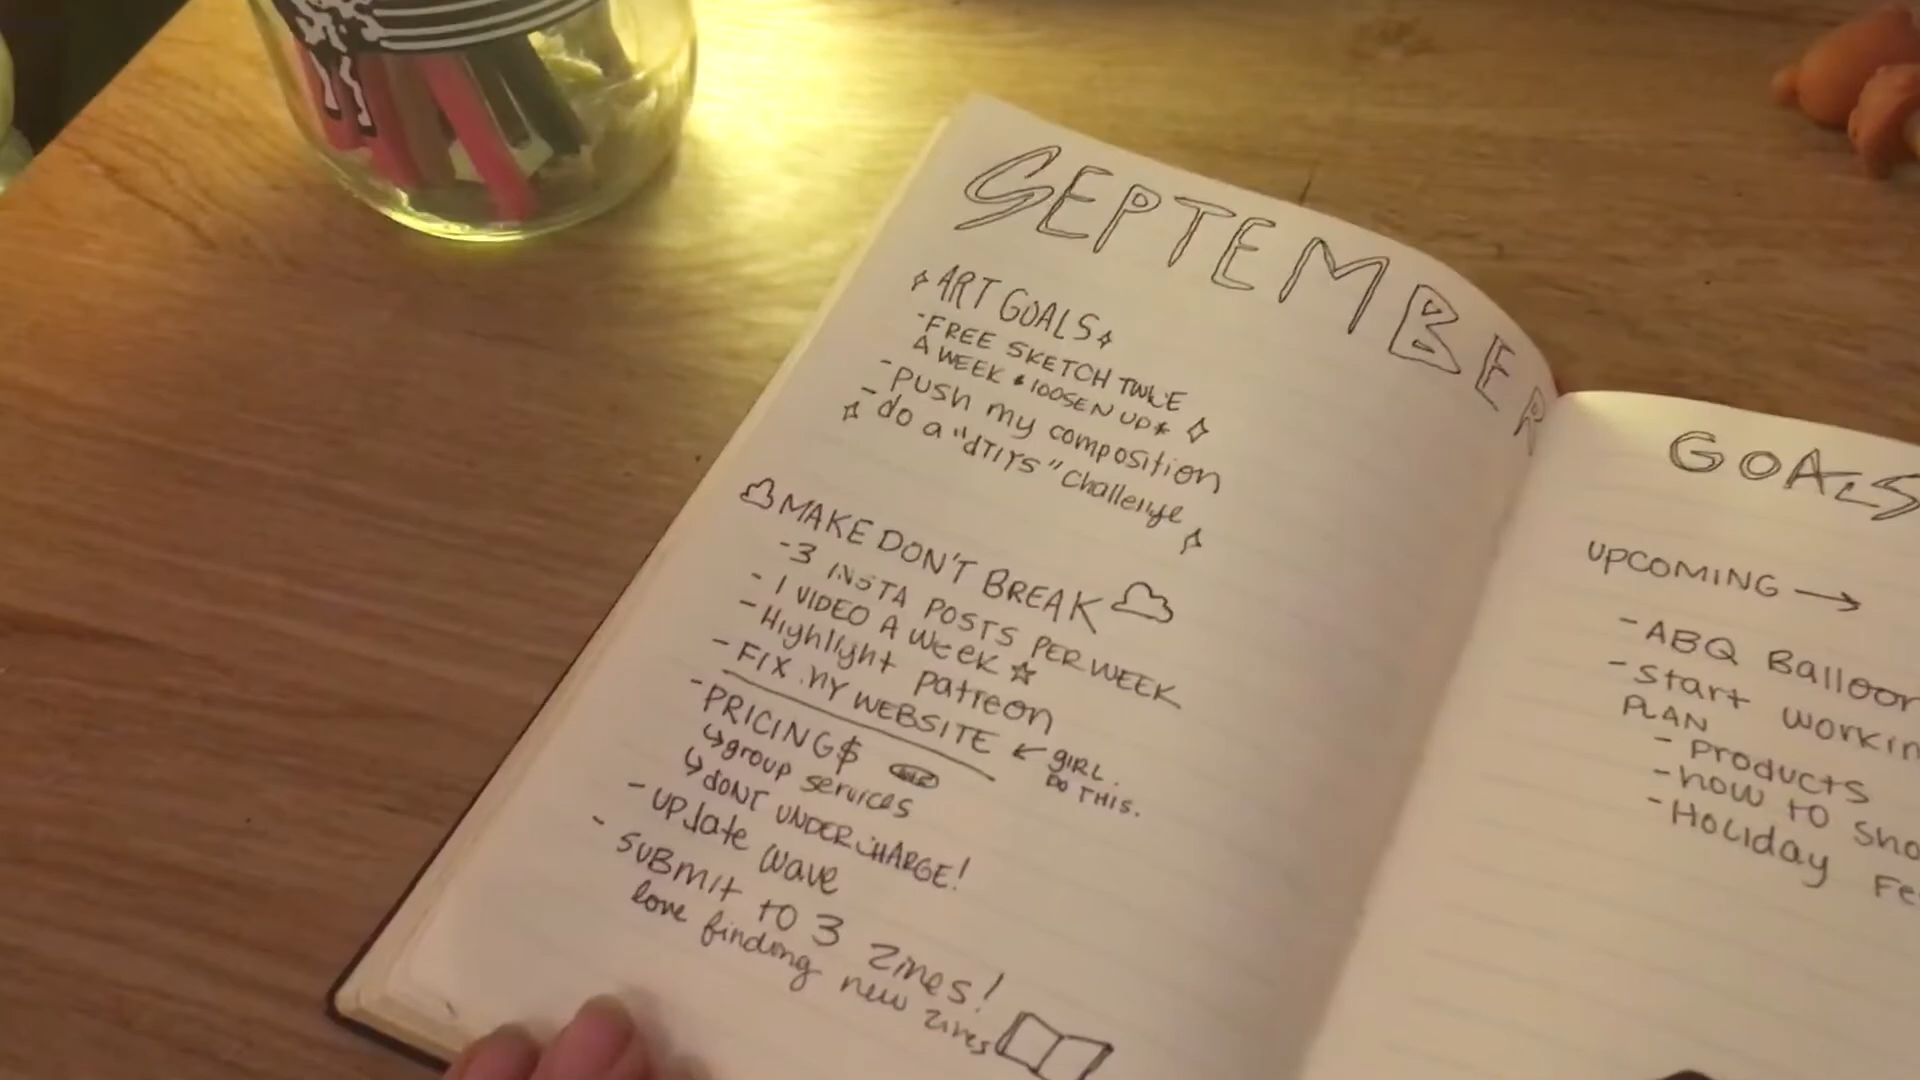 SEPTEMBER
ART GOALS
- FREE SKETCH TWICE
A WEEK * LOOSEN UP *
- PUSH my composition
- do a "dTIYS" challenge
MAKE DON'T BREAK
- 3 INSTA POSTS PER WEEK
- 1 VIDEO A WEEK
- Highlight patreon
- FIX MY WEBSITE ← GIRL.
DO THIS.
- PRICING $
↳ group services
↳ DONT UNDERCHARGE!
- update wave
- SUBMIT TO 3 Zines!
love finding new zines
GOALS
UPCOMING →
- ABQ Balloon
- Start workin
PLAN
- Products
- HOW TO Sho
- Holiday Fe